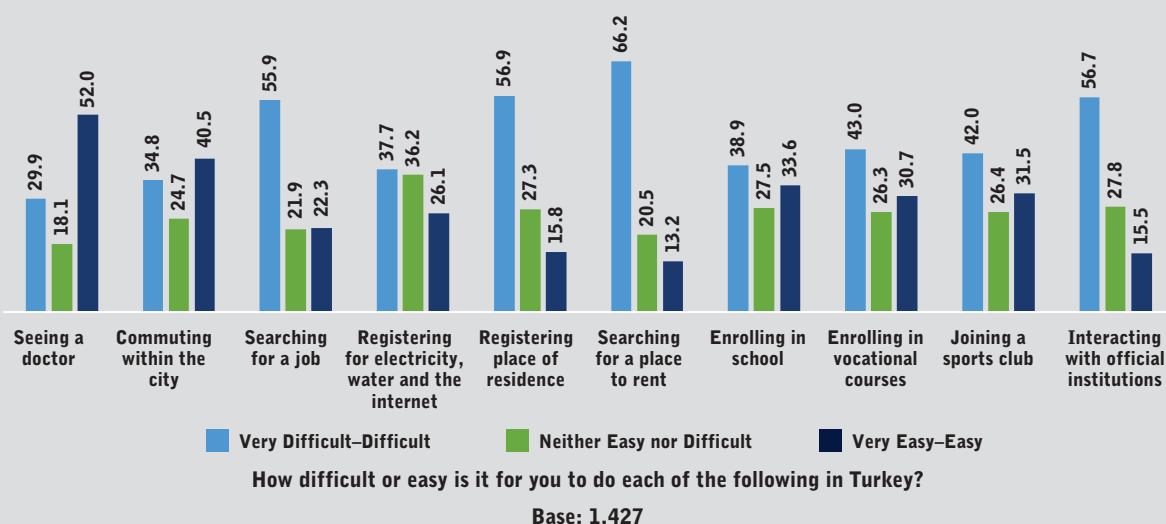 29.9
18.1
52.0
34.8
24.7
40.5
55.9
21.9
22.3
37.7
36.2
26.1
56.9
27.3
15.8
66.2
20.5
13.2
38.9
27.5
33.6
43.0
26.3
30.7
42.0
26.4
31.5
56.7
27.8
15.5
Seeing a
doctor
Commuting
within the
city
Searching
for a job
Registering
for electricity,
water and the
internet
Registering
place of
residence
Searching
for a place
to rent
Enrolling in
school
Enrolling in
vocational
courses
Joining a
sports club
Interacting
with official
institutions
Very Difficult–Difficult
Neither Easy nor Difficult
Very Easy–Easy
How difficult or easy is it for you to do each of the following in Turkey?
Base: 1.427